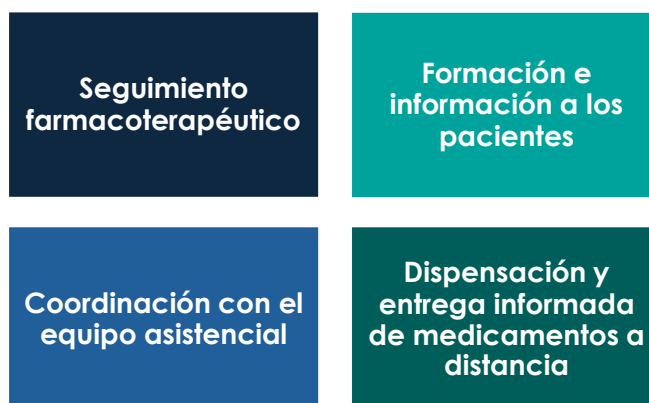 Seguimiento
farmacoterapéutico
Formación e
información a los
pacientes
Coordinación con el
equipo asistencial
Dispensación y
entrega informada
de medicamentos a
distancia